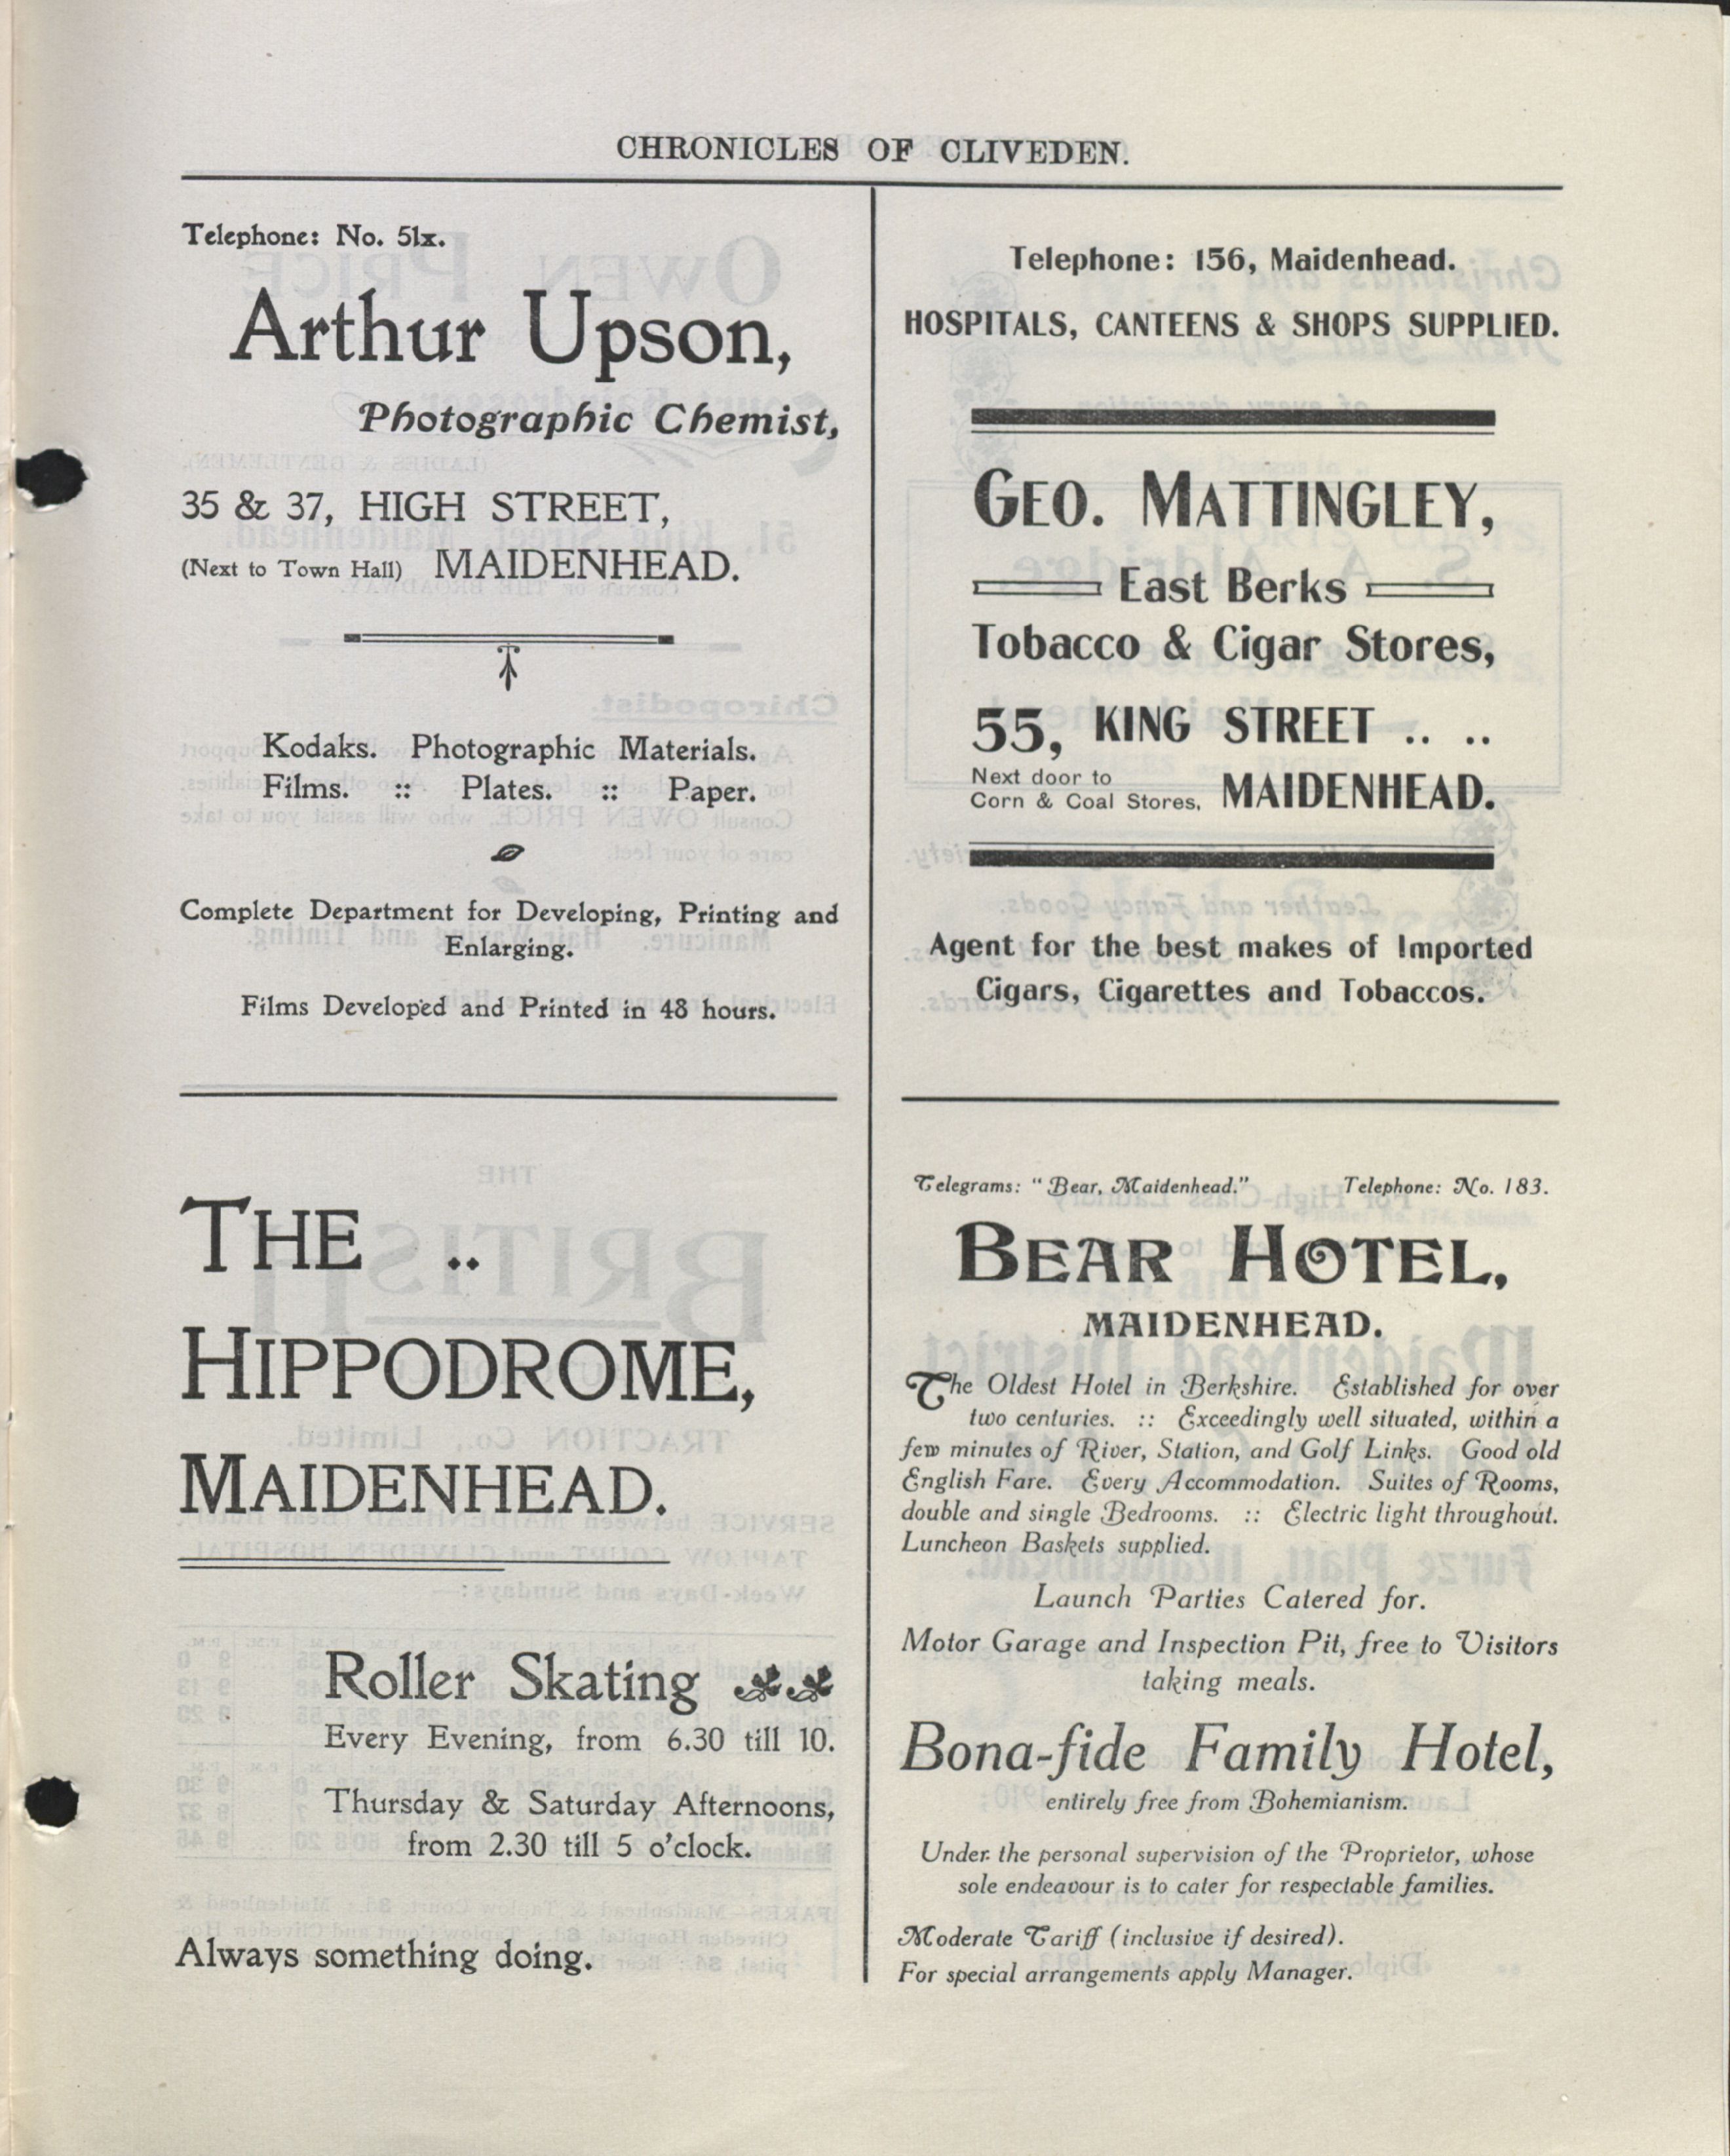 CHRONICLES OF CLIVEDEN.
Telephone: No. 51x.
Arthur Upson,
Photographic Chemist,
35 & 37, HIGH STREET,
(Next to Town Hall) MAIDENHEAD.
Kodaks. Photographic Materials.
Films. :: Plates. :: Paper.
Complete Department for Developing, Printing and
Enlarging.
Films Developed and Printed in 48 hours.
Telephone: 156, Maidenhead.
HOSPITALS, CANTEENS & SHOPS SUPPLIED.
GEO. MATTINGLEY,
East Berks
Tobacco & Cigar Stores,
55, KING STREET .. ..
Next door to
Corn & Coal Stores, MAIDENHEAD.
Agent for the best makes of Imported
Cigars, Cigarettes and Tobaccos.
THE ..
HIPPODROME,
MAIDENHEAD.
Roller Skating
Every Evening, from 6.30 till 10.
Thursday & Saturday Afternoons,
from 2.30 till 5 o'clock.
Always something doing.
Telegrams: "Bear, Maidenhead." Telephone: No. 183.
BEAR HOTEL,
MAIDENHEAD.
The Oldest Hotel in Berkshire. Established for over
two centuries. :: Exceedingly well situated, within a
few minutes of River, Station, and Golf Links. Good old
English Fare. Every Accommodation. Suites of Rooms,
double and single Bedrooms. :: Electric light throughout.
Luncheon Baskets supplied.
Launch Parties Catered for.
Motor Garage and Inspection Pit, free to Visitors
taking meals.
Bona-fide Family Hotel,
entirely free from Bohemianism.
Under the personal supervision of the Proprietor, whose
sole endeavour is to cater for respectable families.
Moderate Tariff (inclusive if desired).
For special arrangements apply Manager.